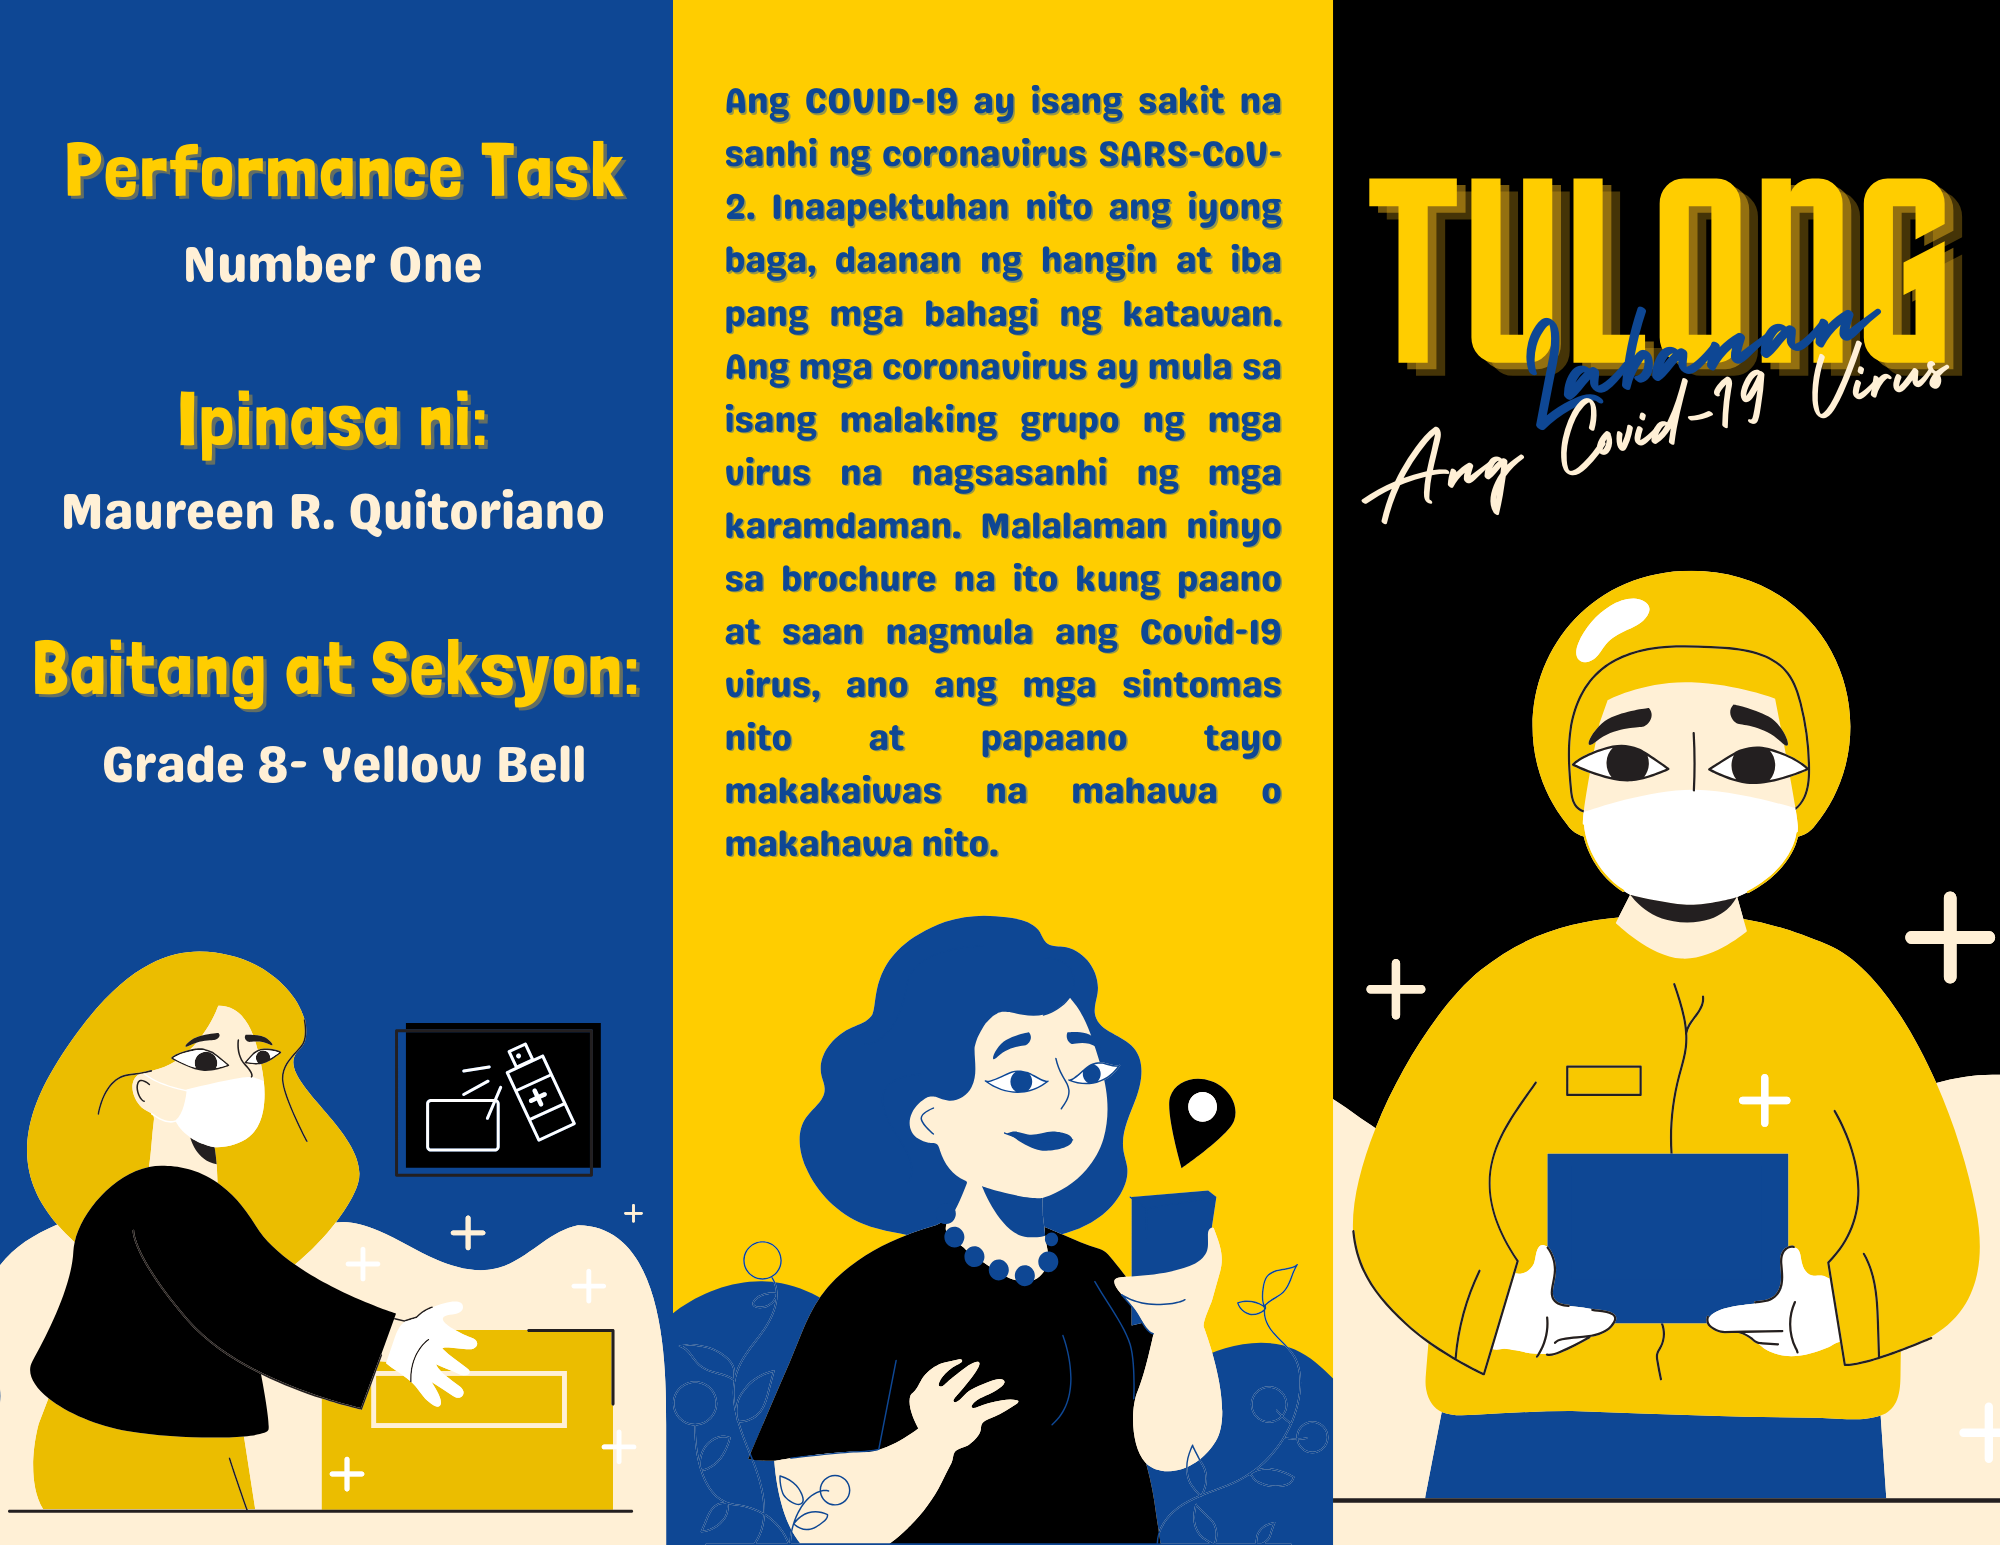 Performance Task
Number One
Ipinasa ni:
Maureen R. Quitoriano
Baitang at Seksyon:
Grade 8- Yellow Bell
Ang COVID-19 ay isang sakit na
sanhi ng coronavirus SARS-CoV-
2. Inaapektuhan nito ang iyong
baga, daanan ng hangin at iba
pang mga bahagi ng katawan.
Ang mga coronavirus ay mula sa
isang malaking grupo ng mga
virus na nagsasanhi ng mga
karamdaman. Malalaman ninyo
sa brochure na ito kung paano
at saan nagmula ang Covid-19
virus, ano ang mga sintomas
nito at papaano tayo
makakaiwas na mahawa o
makahawa nito.
TULONG
Labanan
Ang Covid-19 Virus